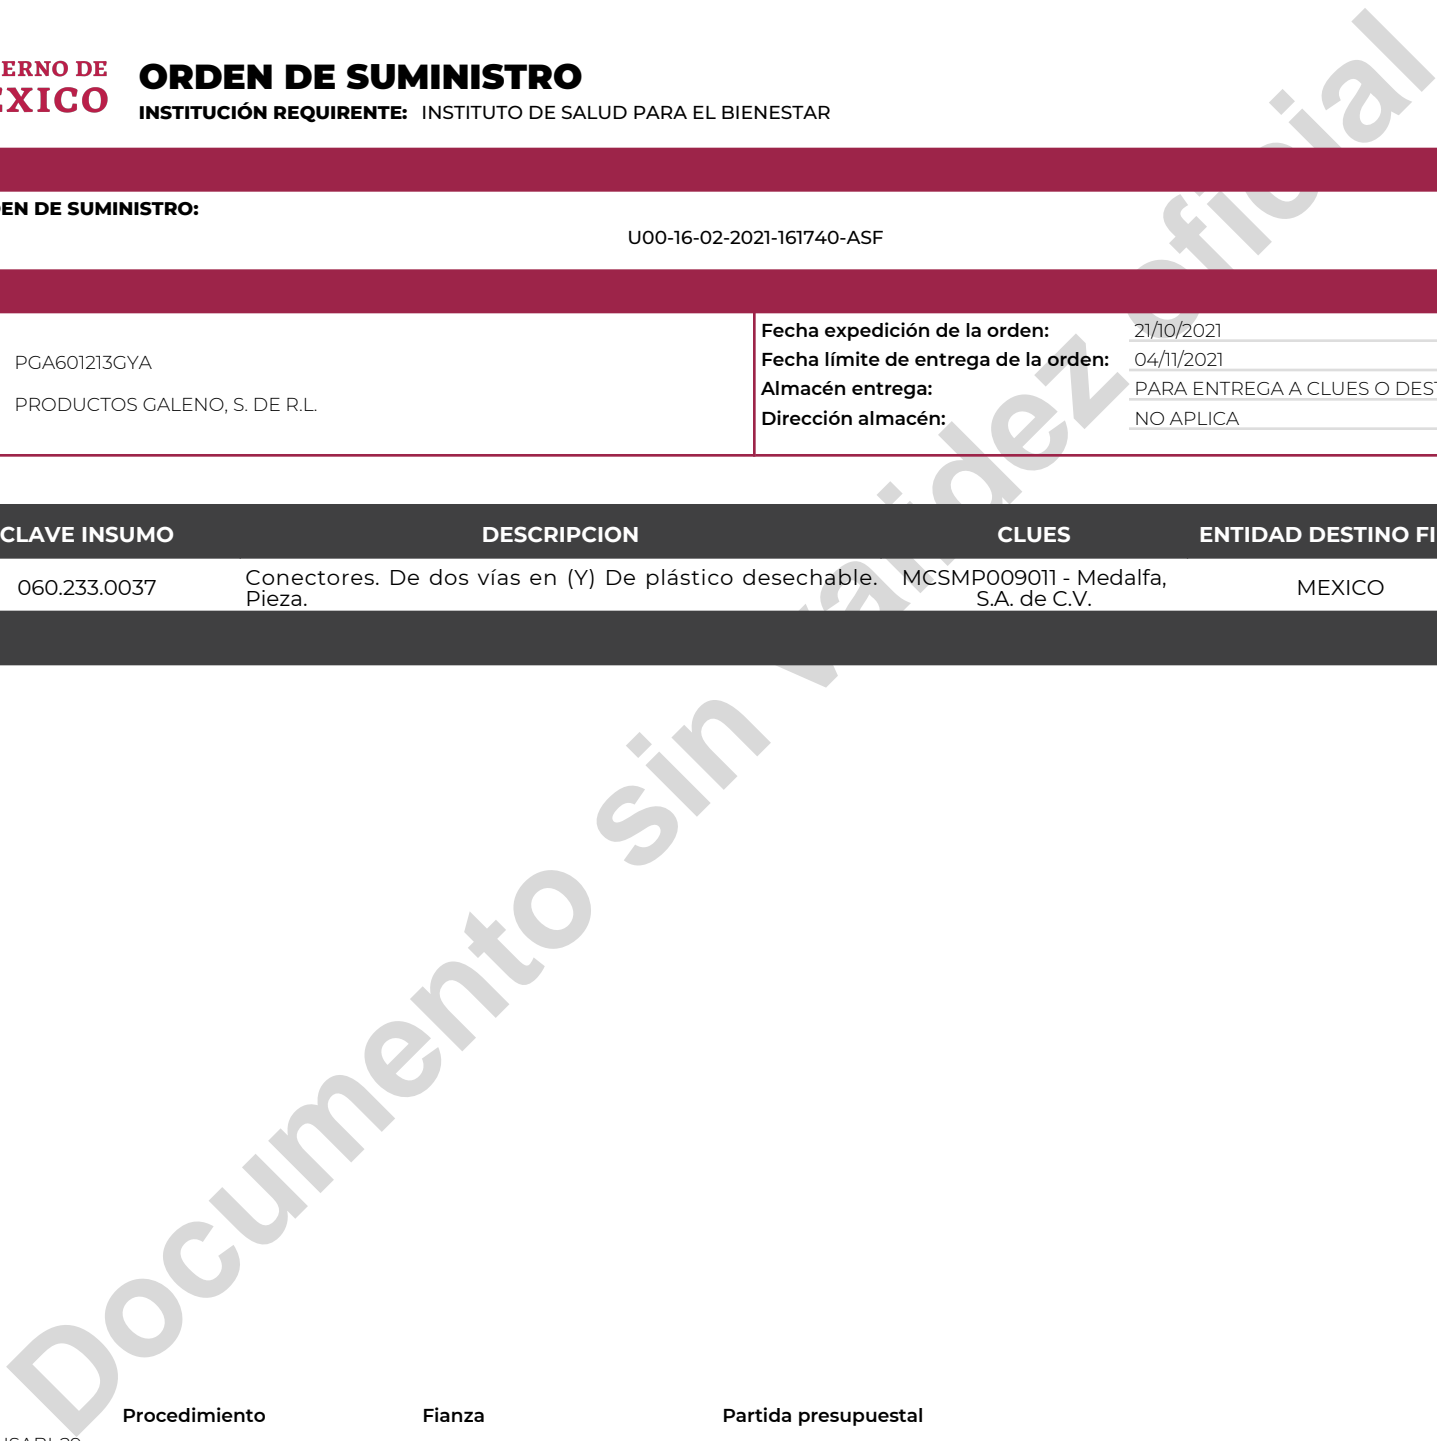 ERNO DE
XICO
ORDEN DE SUMINISTRO
INSTITUCIÓN REQUIRENTE: INSTITUTO DE SALUD PARA EL BIENESTAR
EN DE SUMINISTRO:
U00-16-02-2021-161740-ASF
PGA601213GYA
PRODUCTOS GALENO, S. DE R.L.
Fecha expedición de la orden: 21/10/2021
Fecha límite de entrega de la orden: 04/11/2021
Almacén entrega: PARA ENTREGA A CLUES O DES
Dirección almacén: NO APLICA
CLAVE INSUMO DESCRIPCION CLUES ENTIDAD DESTINO FI
060.233.0037
Conectores. De dos vías en (Y) De plástico desechable.
Pieza.
MCSMP009011 - Medalfa,
S.A. de C.V.
MEXICO
Documento sin validez oficial
Procedimiento Fianza Partida presupuestal